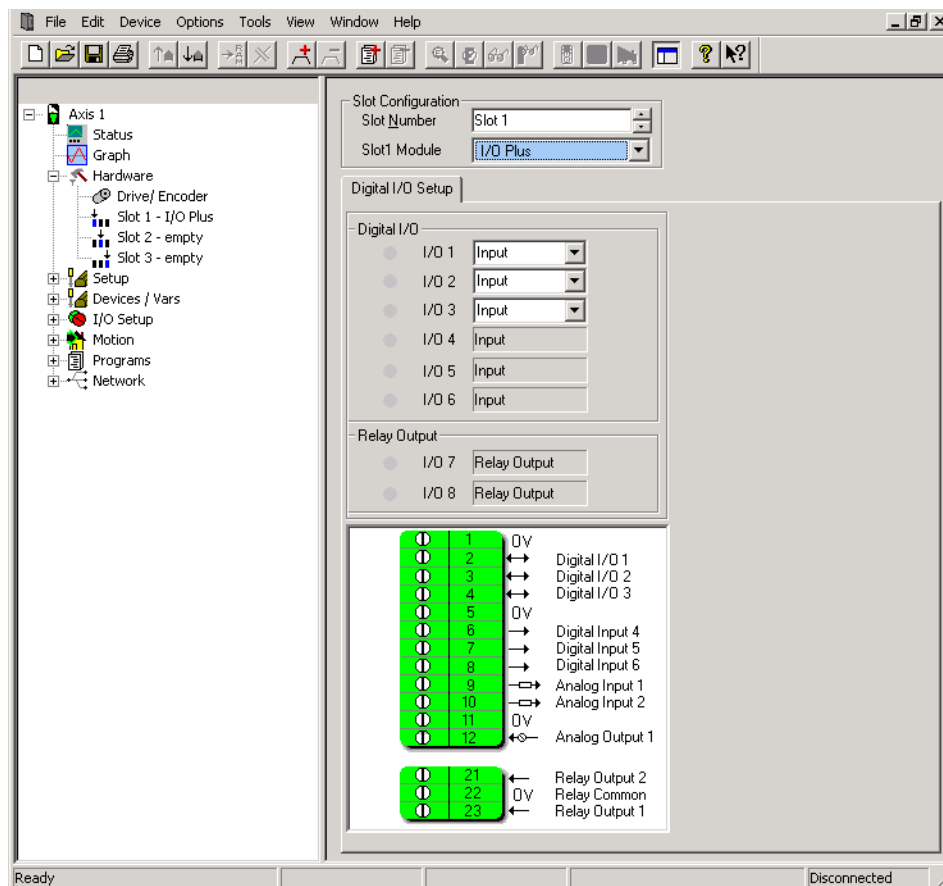 File Edit Device Options Tools View Window Help
Axis 1
Status
Graph
Hardware
Drive/ Encoder
Slot 1 - I/O Plus
Slot 2 - empty
Slot 3 - empty
Setup
Devices / Vars
I/O Setup
Motion
Programs
Network
Slot Configuration
Slot Number Slot 1
Slot1 Module I/O Plus
Digital I/O Setup
Digital I/O
I/O 1 Input
I/O 2 Input
I/O 3 Input
I/O 4 Input
I/O 5 Input
I/O 6 Input
Relay Output
I/O 7 Relay Output
I/O 8 Relay Output
1 0V
2 Digital I/O 1
3 Digital I/O 2
4 Digital I/O 3
5 0V
6 Digital Input 4
7 Digital Input 5
8 Digital Input 6
9 Analog Input 1
10 Analog Input 2
11 0V
12 Analog Output 1
21 Relay Output 2
22 0V Relay Common
23 Relay Output 1
Ready Disconnected